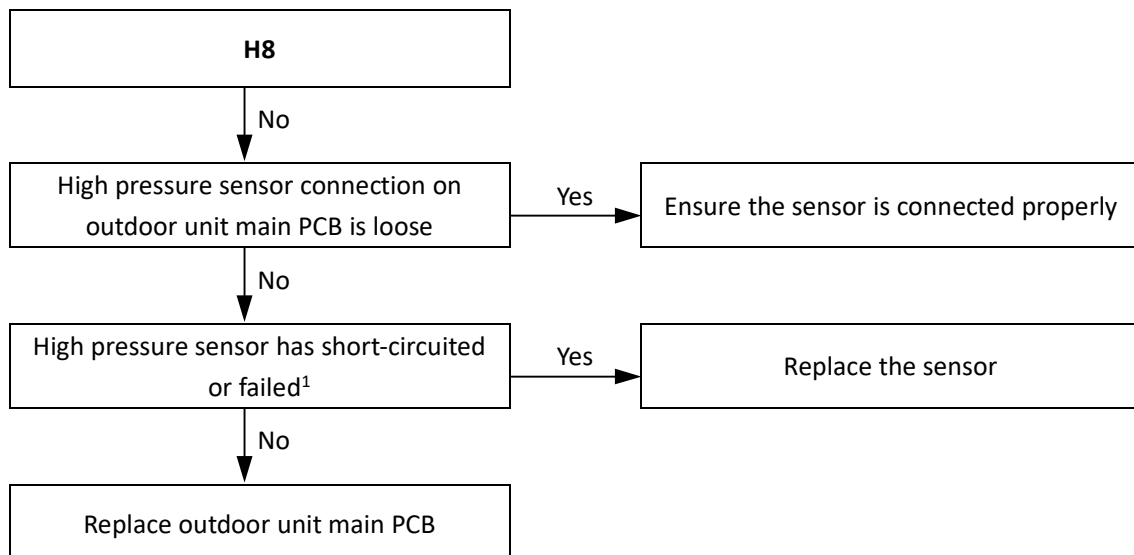 H8
No
High pressure sensor connection on
outdoor unit main PCB is loose
Yes
Ensure the sensor is connected properly
No
High pressure sensor has short-circuited
or failed¹
Yes
Replace the sensor
No
Replace outdoor unit main PCB